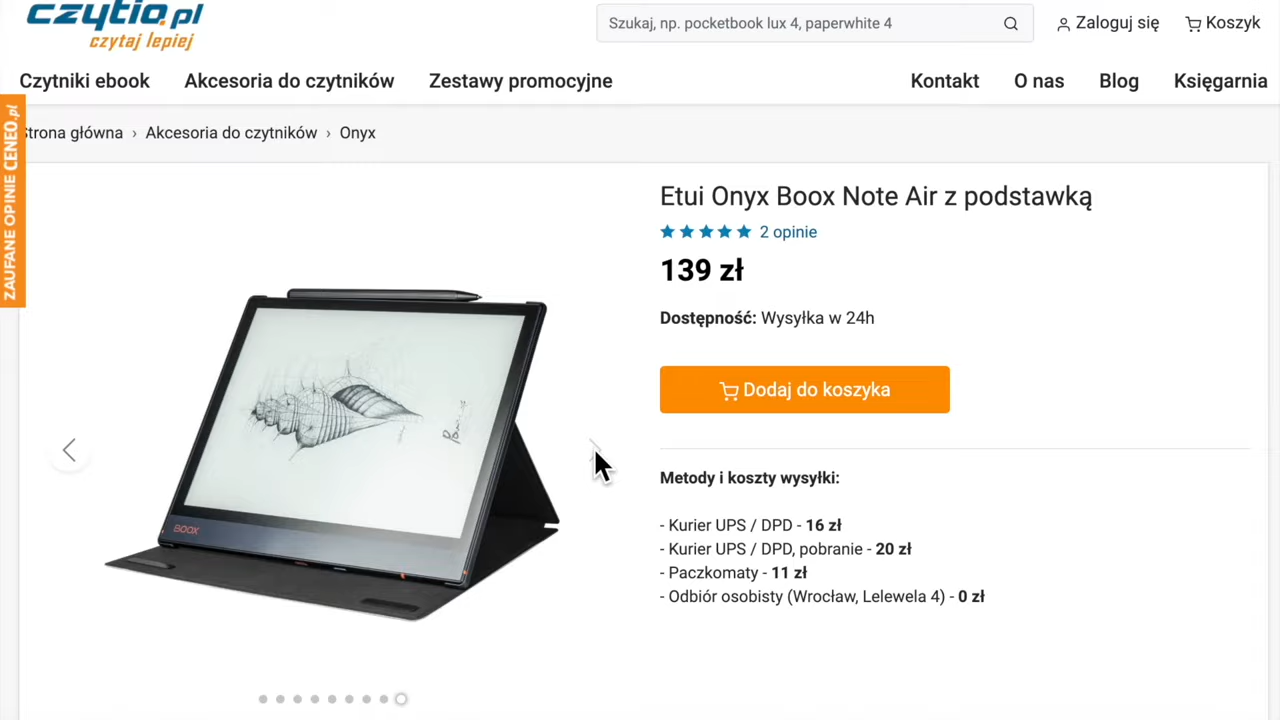 czytio.pl
czytaj lepiej
Szukaj, np. pocketbook lux 4, paperwhite 4
Zaloguj się
Koszyk
Czytniki ebook
Akcesoria do czytników
Zestawy promocyjne
Kontakt
O nas
Blog
Księgarnia
ZAUFANE OPINIE CENEO.pl
Strona główna › Akcesoria do czytników › Onyx
Etui Onyx Boox Note Air z podstawką
2 opinie
139 zł
Dostępność: Wysyłka w 24h
Dodaj do koszyka
Metody i koszty wysyłki:
- Kurier UPS / DPD - 16 zł
- Kurier UPS / DPD, pobranie - 20 zł
- Paczkomaty - 11 zł
- Odbiór osobisty (Wrocław, Lelewela 4) - 0 zł
BOOX